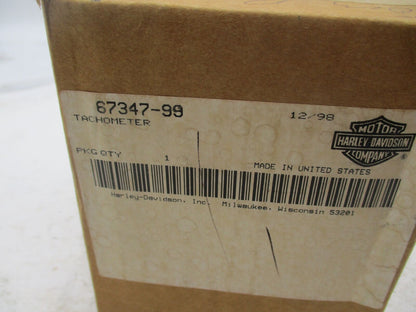 67347-99
TACHOMETER
12/98
MOTOR
HARLEY-DAVIDSON
COMPANY
®
PKG QTY 1
MADE IN UNITED STATES
Harley-Davidson, Inc. Milwaukee, Wisconsin 53201